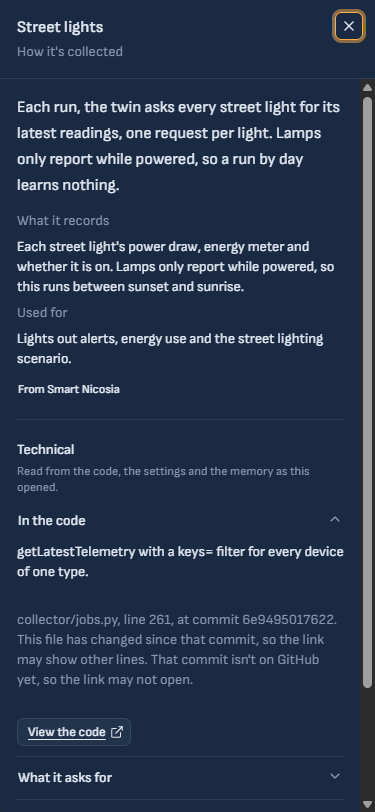 Street lights
How it's collected
Each run, the twin asks every street light for its
latest readings, one request per light. Lamps
only report while powered, so a run by day
learns nothing.
What it records
Each street light's power draw, energy meter and
whether it is on. Lamps only report while powered, so
this runs between sunset and sunrise.
Used for
Lights out alerts, energy use and the street lighting
scenario.
From Smart Nicosia
Technical
Read from the code, the settings and the memory as this
opened.
In the code
getLatestTelemetry with a keys= filter for every device
of one type.
collector/jobs.py, line 261, at commit 6e9495017622.
This file has changed since that commit, so the link
may show other lines. That commit isn't on GitHub
yet, so the link may not open.
View the code
What it asks for